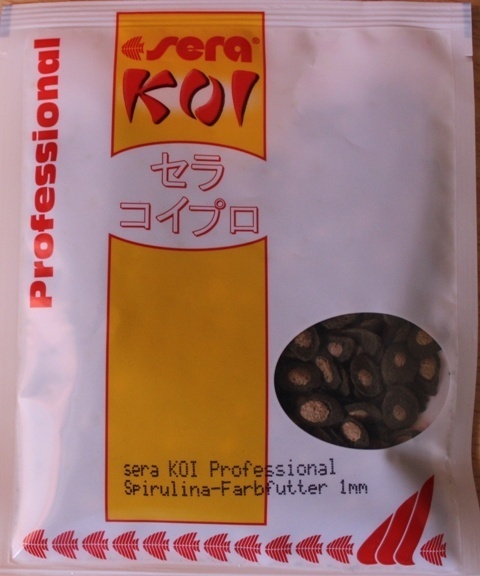 sera®
KOI
Professional
セラ
コイプロ
sera KOI Professional
Spirulina-Farbfutter 1mm